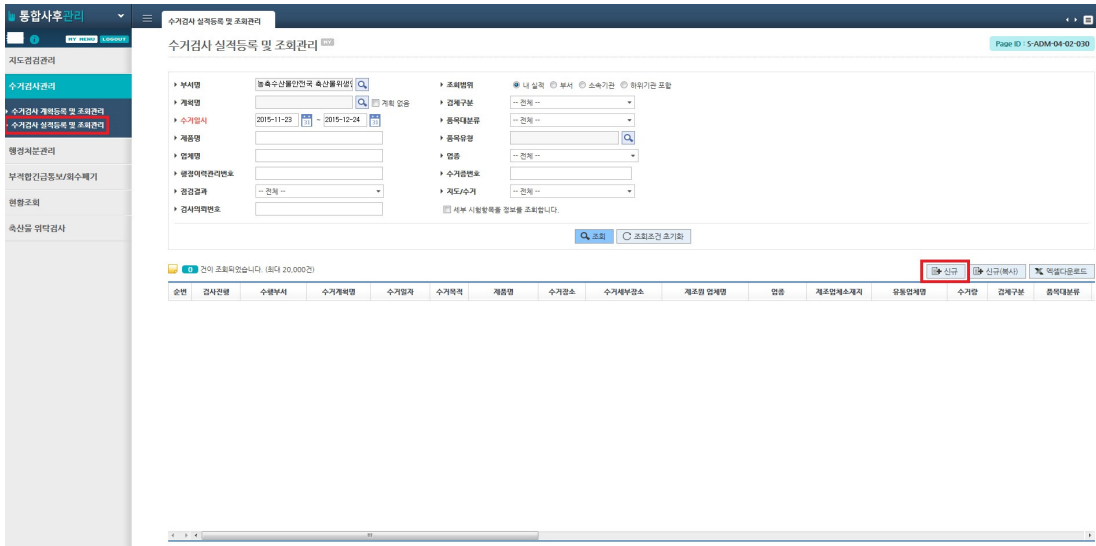 통합사후관리
수거검사 실적등록 및 조회관리
MY MENU LOGOUT
수거검사 실적등록 및 조회관리
Page ID : S-ADM-04-02-030
지도점검관리
수거검사관리
수거검사 계획등록 및 조회관리
수거검사 실적등록 및 조회관리
행정처분관리
부적합긴급통보/회수폐기
현황조회
축산물 위탁검사
부서명 농축수산물안전국 축산물위생
조회범위 내 실적 부서 소속기관 하위기관 포함
계획명 계획 없음
검체구분 -- 전체 --
수거일시 2015-11-23 ~ 2015-12-24
품목대분류 -- 전체 --
제품명
품목유형
업체명
업종 -- 전체 --
행정이력관리번호
수거증번호
점검결과 -- 전체 --
지도/수거 -- 전체 --
검사의뢰번호
세부 시험항목을 정보를 조회합니다.
조회 조회조건 초기화
0 건이 조회되었습니다. (최대 20,000건)
신규 신규(복사) 엑셀다운로드
순번 검사진행 수행부서 수거계획명 수거일자 수거목적 제품명 수거장소 수거세부장소 제조원 업체명 업종 제조업체소재지 유통업체명 수거량 검체구분 품목대분류